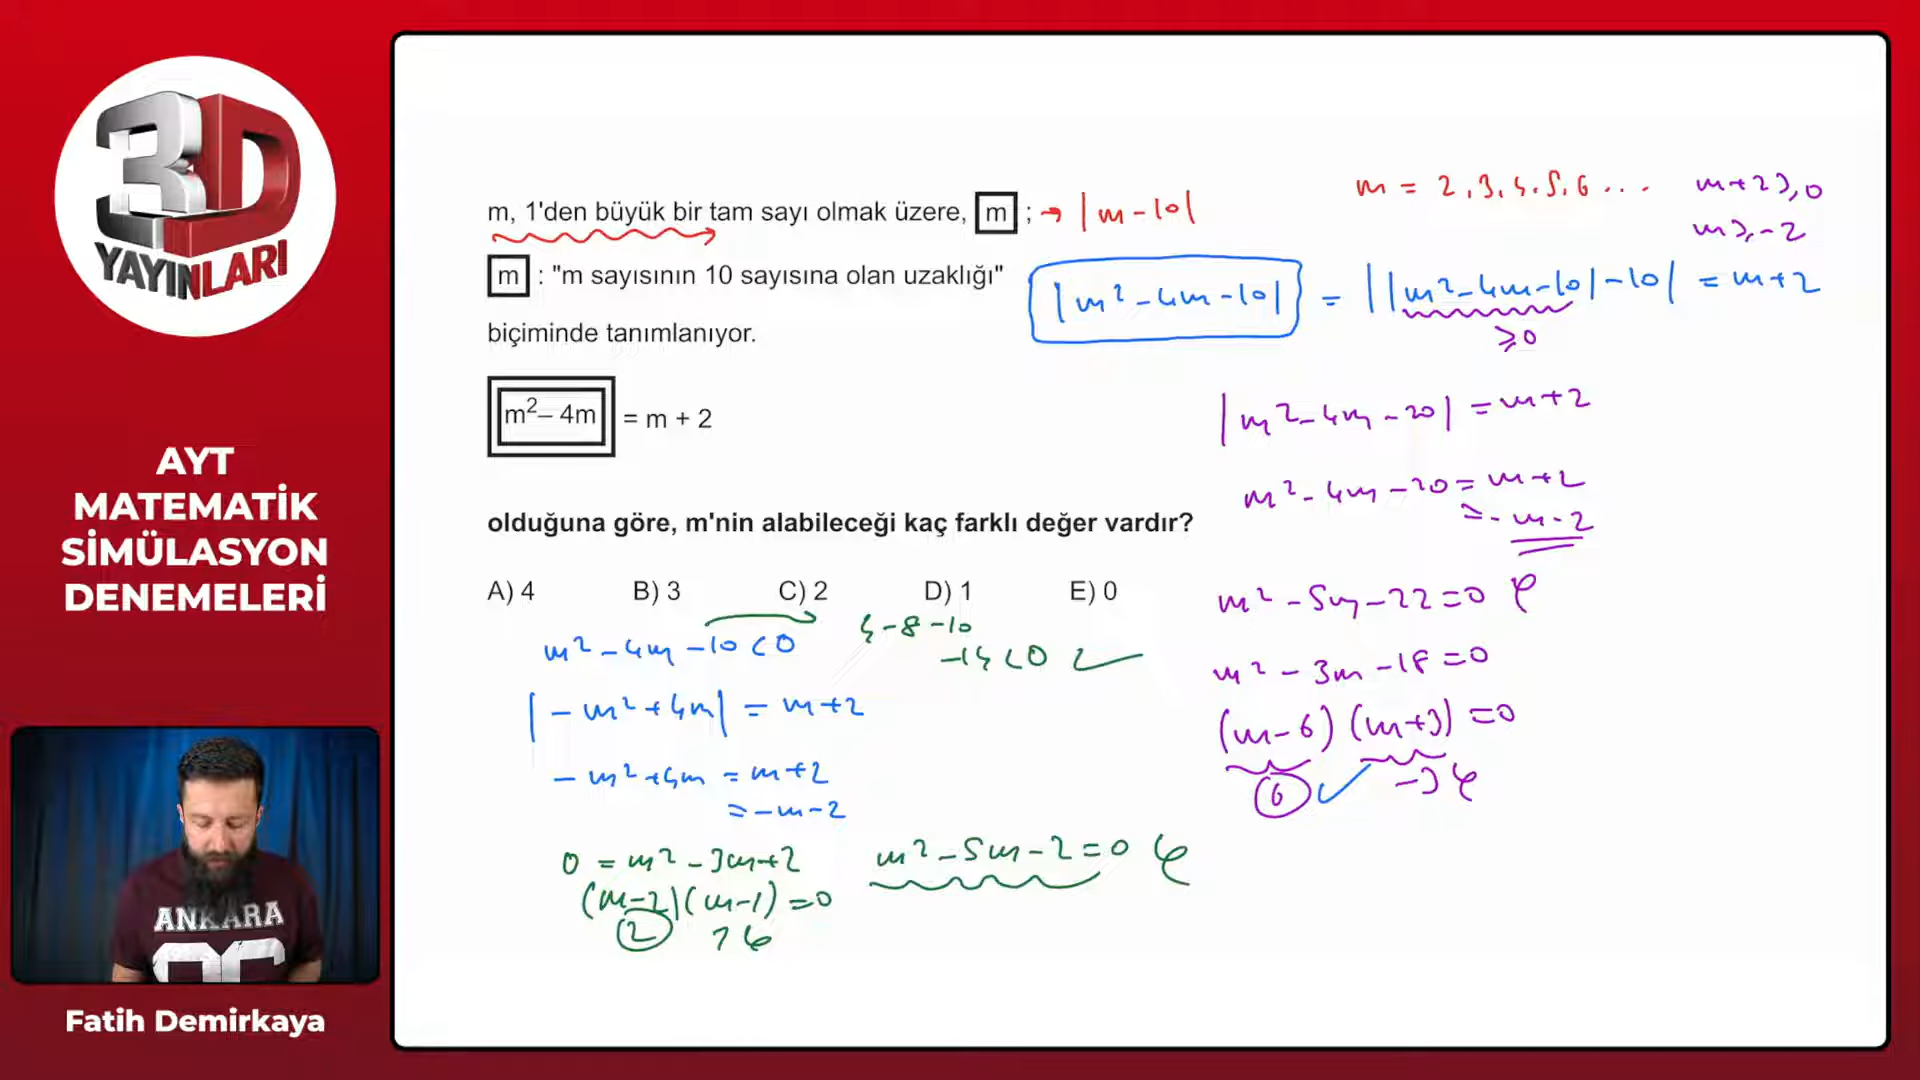 3D
YAYINLARI
AYT
MATEMATİK
SİMÜLASYON
DENEMELERİ
ANKARA
Fatih Demirkaya
m, 1'den büyük bir tam sayı olmak üzere, m ; → |m-10|
m : "m sayısının 10 sayısına olan uzaklığı"
biçiminde tanımlanıyor.
m²– 4m = m + 2
olduğuna göre, m'nin alabileceği kaç farklı değer vardır?
A) 4 B) 3 C) 2 D) 1 E) 0
m = 2,3,4,5,6...
m+2≥0
m≥-2
|m²-4m-10| = ||m²-4m-10|-10| = m+2
≥0
|m²-4m-20| = m+2
m²-4m-20 = m+2
= -m-2
m²-5m-22=0
m²-3m-18=0
(m-6)(m+3)=0
6 ✓ -3
m²-4m-10<0
4-8-10
-14<0 ✓
|-m²+4m| = m+2
-m²+4m = m+2
= -m-2
0 = m²-3m+2
(m-2)(m-1)=0
2
m²-5m-2=0